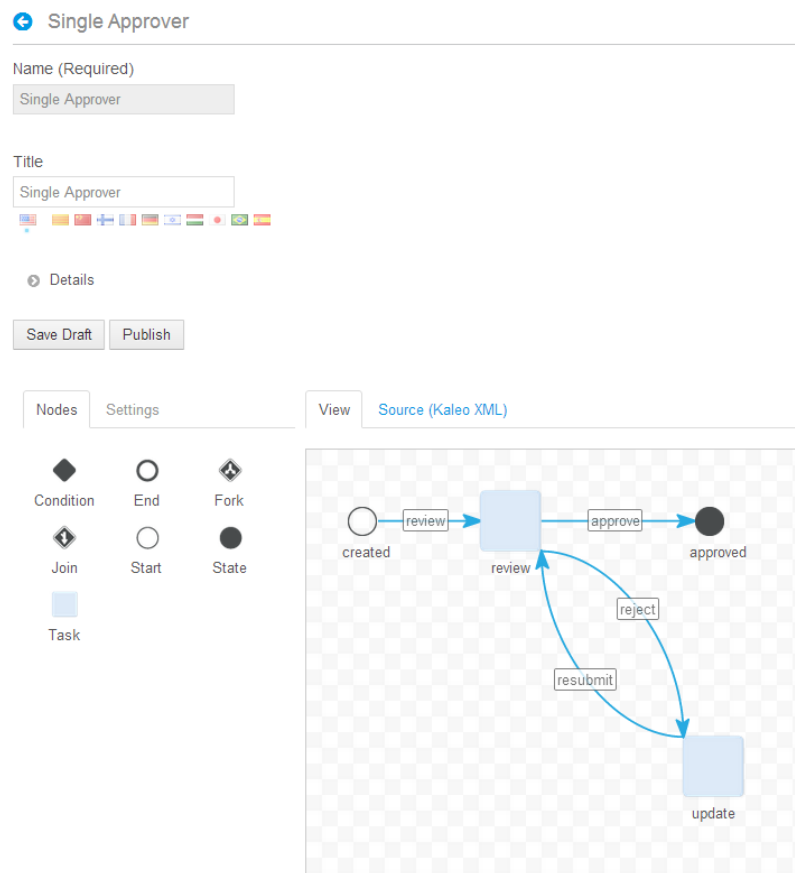 Single Approver
Name (Required)
Single Approver
Title
Single Approver
Details
Save Draft Publish
Nodes Settings
View Source (Kaleo XML)
Condition End Fork
Join Start State
Task
review approve
created review approved
reject
resubmit
update